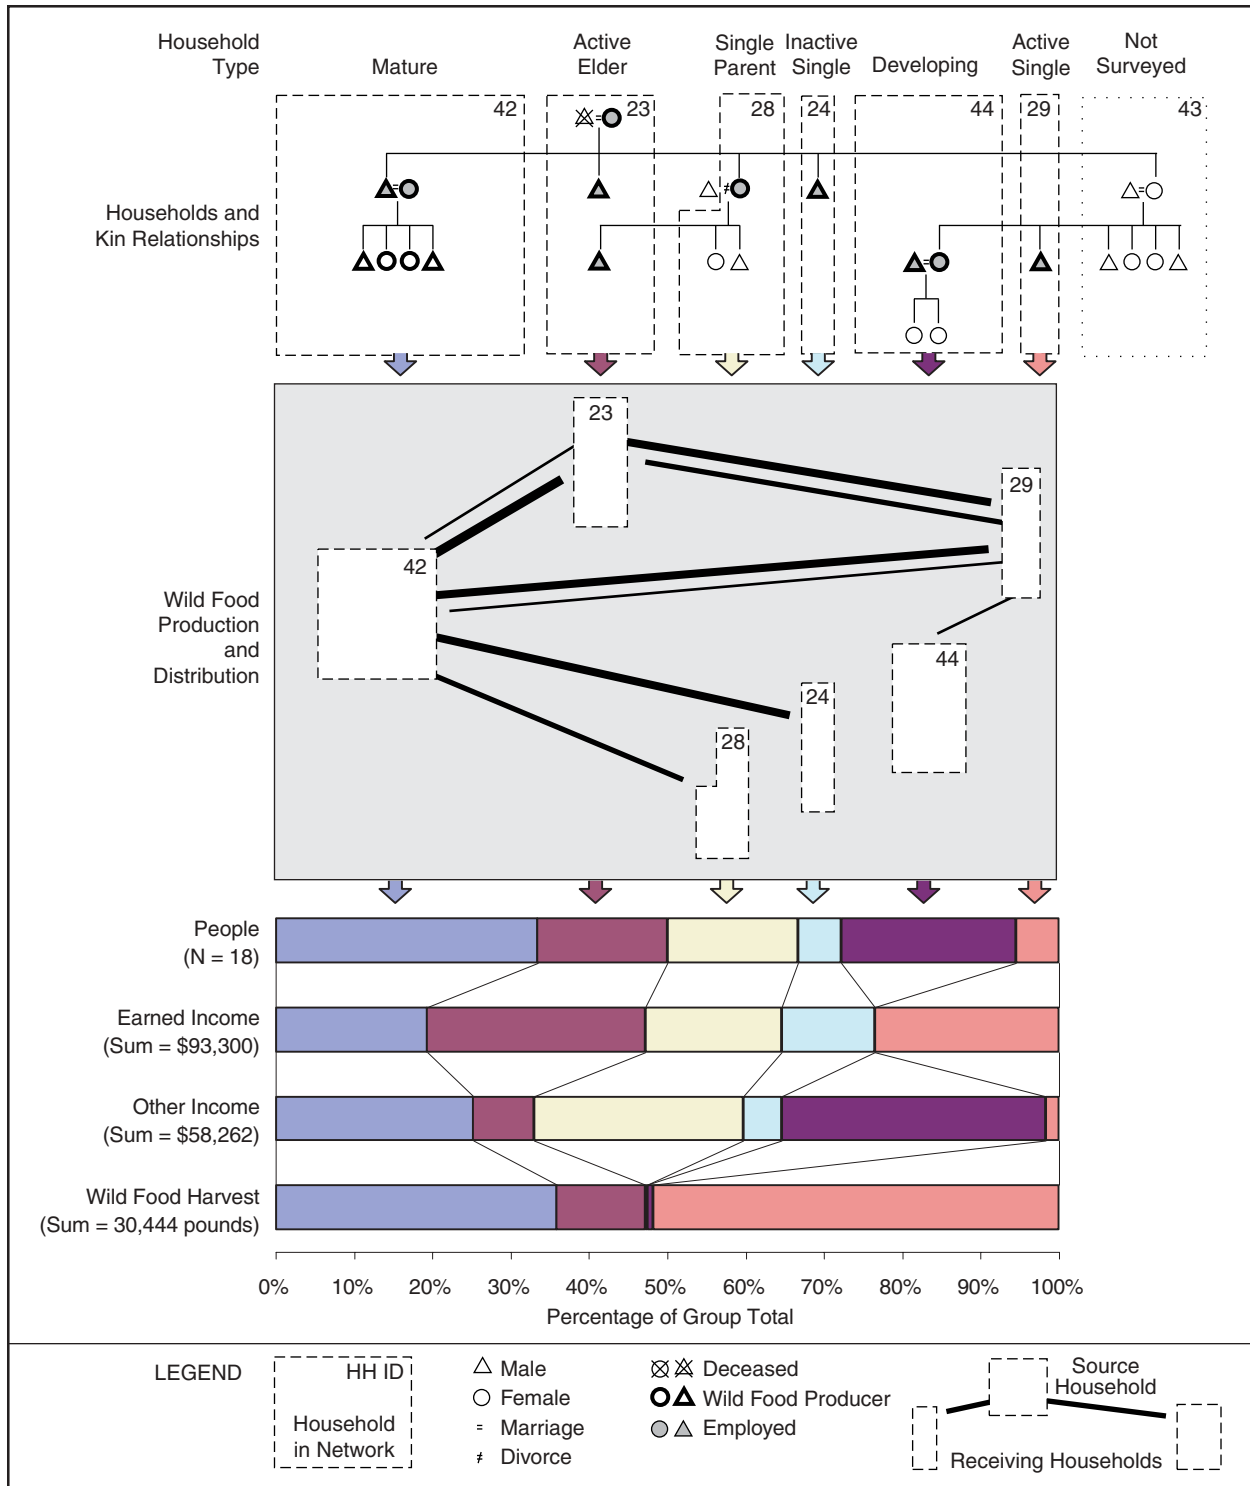 Household
Type
Mature
Active
Elder
Single
Parent
Inactive
Single
Developing
Active
Single
Not
Surveyed
42
23
28
24
44
29
43
Households and
Kin Relationships
23
29
42
44
24
28
Wild Food
Production
and
Distribution
People
(N = 18)
Earned Income
(Sum = $93,300)
Other Income
(Sum = $58,262)
Wild Food Harvest
(Sum = 30,444 pounds)
0% 10% 20% 30% 40% 50% 60% 70% 80% 90% 100%
Percentage of Group Total
LEGEND
HH ID
Household
in Network
Male
Female
= Marriage
≠ Divorce
Deceased
Wild Food Producer
Employed
Source
Household
Receiving Households